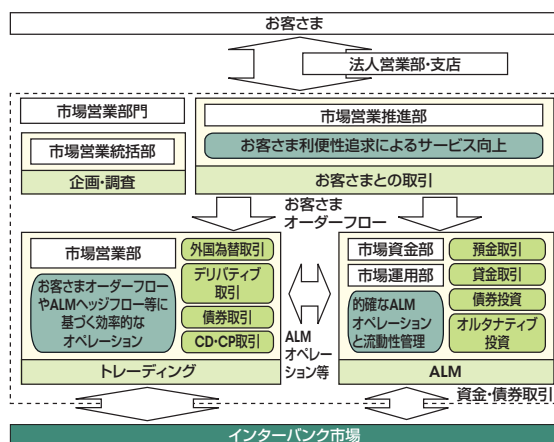 お客さま
法人営業部・支店
市場営業部門
市場営業統括部
企画・調査
市場営業推進部
お客さま利便性追求によるサービス向上
お客さまとの取引
お客さま
オーダーフロー
市場営業部
お客さまオーダーフロー
やALMヘッジフロー等に
基づく効率的な
オペレーション
外国為替取引
デリバティブ
取引
債券取引
CD・CP取引
トレーディング
ALM
オペレー
ション等
市場資金部
市場運用部
的確なALM
オペレーション
と流動性管理
預金取引
貸金取引
債券投資
オルタナティブ
投資
ALM
資金・債券取引
インターバンク市場